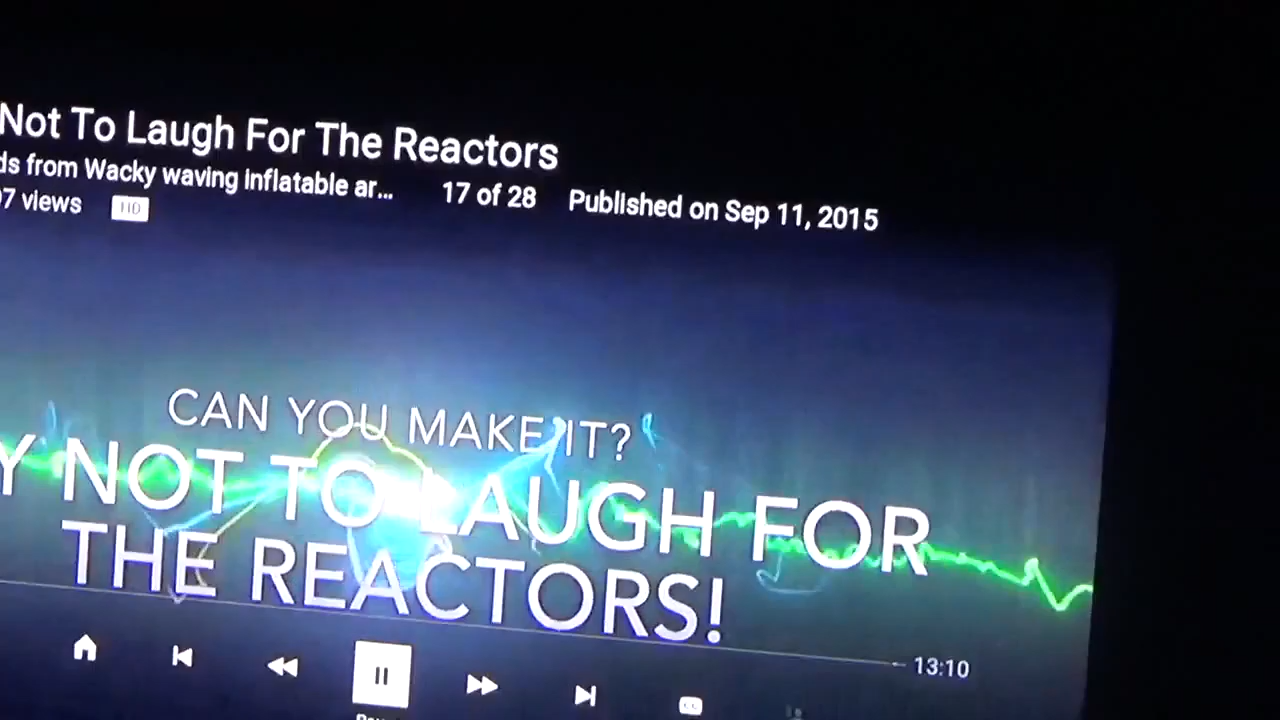 Not To Laugh For The Reactors
ds from Wacky waving inflatable ar... 17 of 28 Published on Sep 11, 2015
7 views HD
CAN YOU MAKE IT?
Y NOT TO LAUGH FOR
THE REACTORS!
13:10
CC